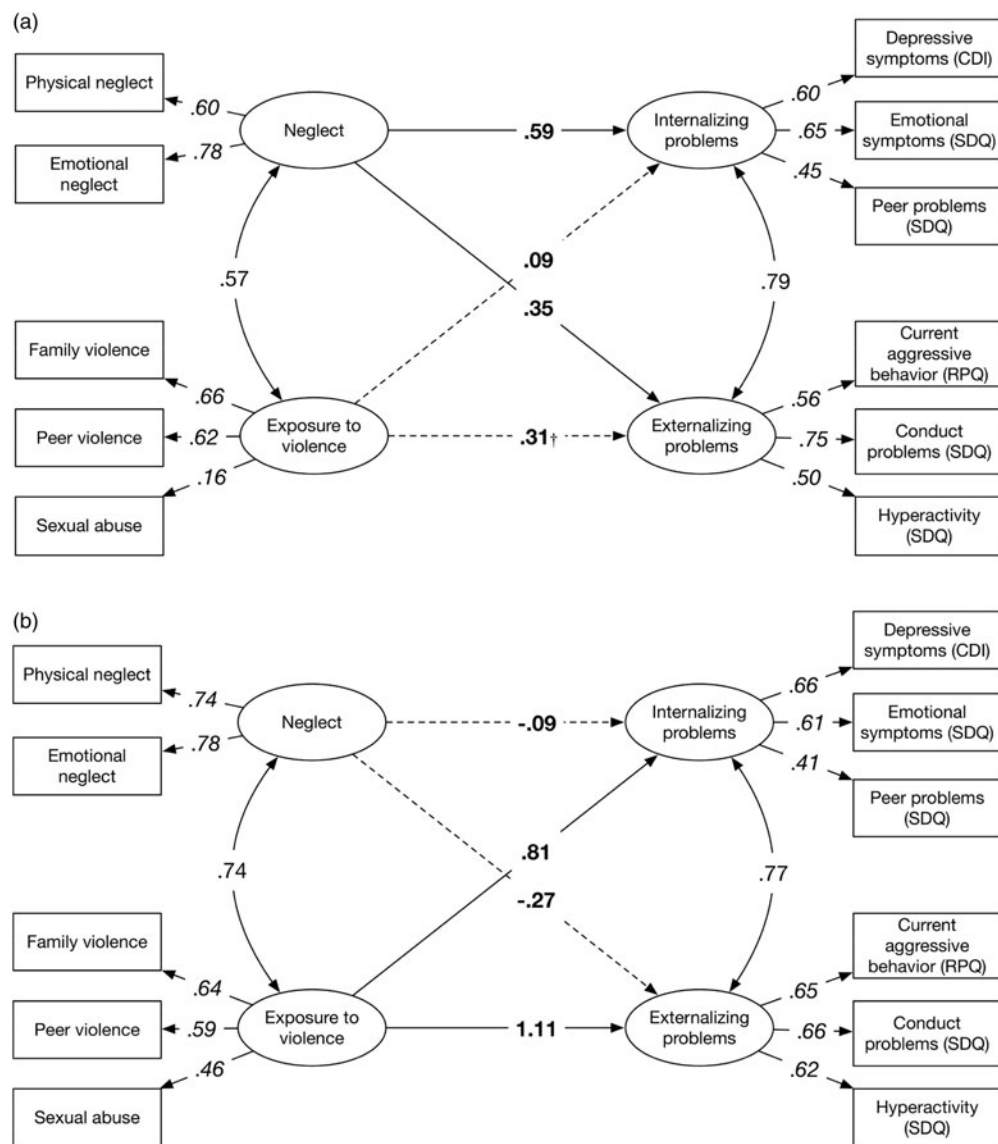 (a)
Physical neglect
Emotional
neglect
.60
.78
Neglect
.59
Internalizing
problems
.60
.65
.45
Depressive
symptoms (CDI)
Emotional
symptoms (SDQ)
Peer problems
(SDQ)
.57
.09
.35
.79
Family violence
Peer violence
Sexual abuse
.66
.62
.16
Exposure to
violence
.31†
Externalizing
problems
.56
.75
.50
Current
aggressive
behavior (RPQ)
Conduct
problems (SDQ)
Hyperactivity
(SDQ)
(b)
Physical neglect
Emotional
neglect
.74
.78
Neglect
-.09
Internalizing
problems
.66
.61
.41
Depressive
symptoms (CDI)
Emotional
symptoms (SDQ)
Peer problems
(SDQ)
.74
.81
-.27
.77
Family violence
Peer violence
Sexual abuse
.64
.59
.46
Exposure to
violence
1.11
Externalizing
problems
.65
.66
.62
Current
aggressive
behavior (RPQ)
Conduct
problems (SDQ)
Hyperactivity
(SDQ)